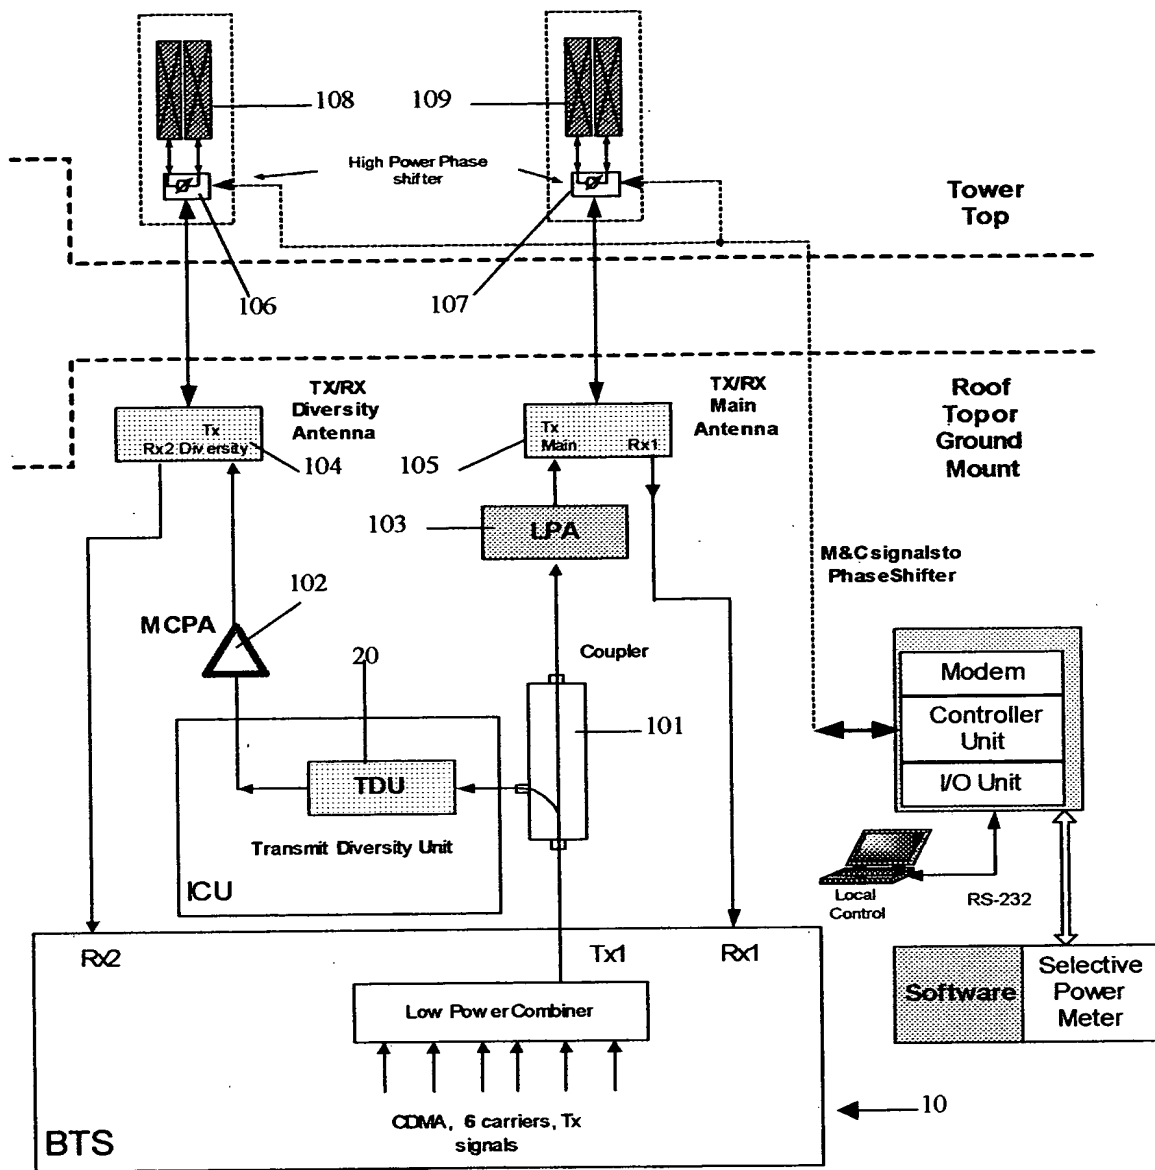 108
109
High Power Phase
shifter
Tower
Top
106
107
TX/RX
Diversity
Antenna
Tx
Rx2 Diversity
104
TX/RX
Main
Antenna
Tx
Main
Rx1
105
Roof
Topor
Ground
Mount
103
LPA
M&Csignalsto
PhaseShifter
102
MCPA
20
Coupler
101
TDU
Transmit Diversity Unit
ICU
Modem
Controller
Unit
I/O Unit
Local
Control
RS-232
Software
Selective
Power
Meter
Rx2
Tx1
Rx1
Low Power Combiner
CDMA, 6 carriers, Tx
signals
BTS
10